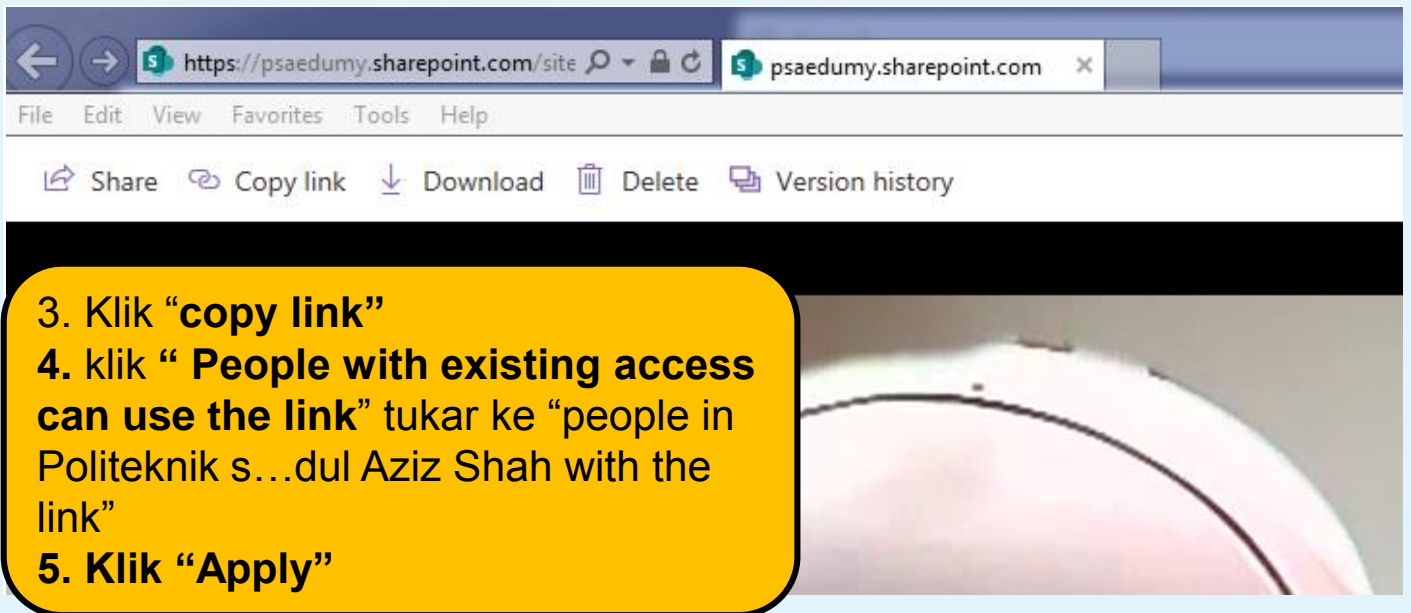 https://psaedumy.sharepoint.com/site
psaedumy.sharepoint.com
File Edit View Favorites Tools Help
Share Copy link Download Delete Version history
3. Klik “copy link”
4. klik “ People with existing access
can use the link” tukar ke “people in
Politeknik s…dul Aziz Shah with the
link”
5. Klik “Apply”